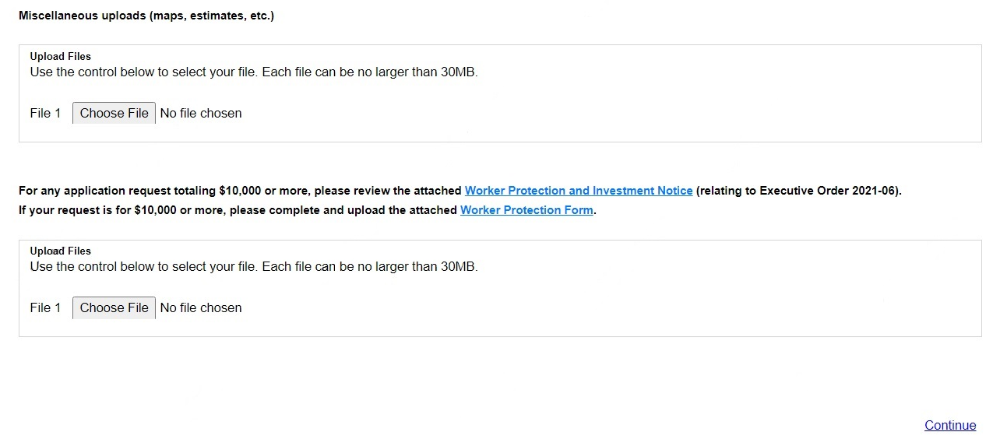 Miscellaneous uploads (maps, estimates, etc.)
Upload Files
Use the control below to select your file. Each file can be no larger than 30MB.
File 1 Choose File No file chosen
For any application request totaling $10,000 or more, please review the attached Worker Protection and Investment Notice (relating to Executive Order 2021-06).
If your request is for $10,000 or more, please complete and upload the attached Worker Protection Form.
Upload Files
Use the control below to select your file. Each file can be no larger than 30MB.
File 1 Choose File No file chosen
Continue